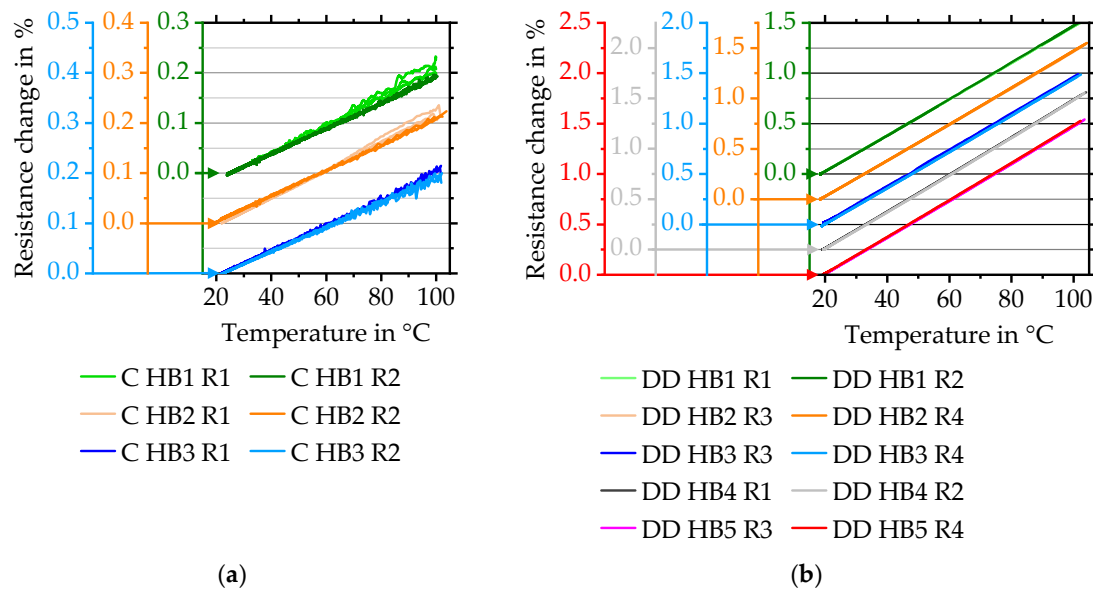 Resistance change in %
0.5
0.4
0.3
0.2
0.1
0.0
0.4
0.3
0.2
0.1
0.0
0.3
0.2
0.1
0.0
20 40 60 80 100
Temperature in °C
C HB1 R1 C HB1 R2
C HB2 R1 C HB2 R2
C HB3 R1 C HB3 R2
(a)
Resistance change in %
2.5
2.0
1.5
1.0
0.5
0.0
2.0
1.5
1.0
0.5
0.0
2.0
1.5
1.0
0.5
0.0
1.5
1.0
0.5
0.0
1.5
1.0
0.5
0.0
20 40 60 80 100
Temperature in °C
DD HB1 R1 DD HB1 R2
DD HB2 R3 DD HB2 R4
DD HB3 R3 DD HB3 R4
DD HB4 R1 DD HB4 R2
DD HB5 R3 DD HB5 R4
(b)